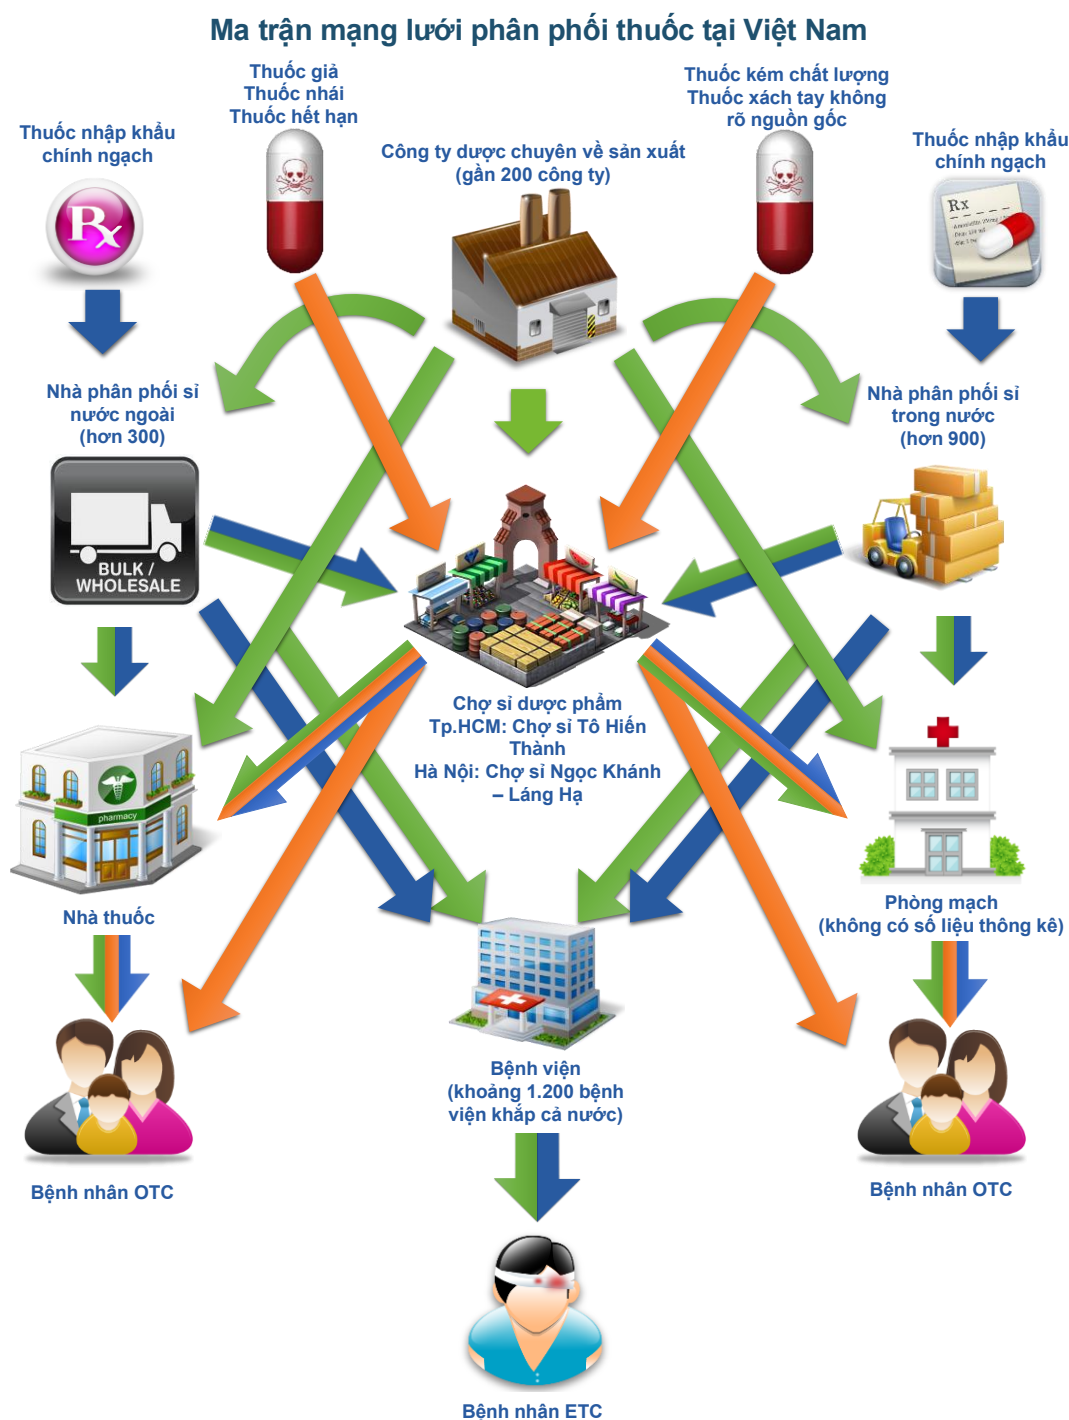 Ma trận mạng lưới phân phối thuốc tại Việt Nam
Thuốc giả
Thuốc nhái
Thuốc hết hạn
Thuốc kém chất lượng
Thuốc xách tay không
rõ nguồn gốc
Thuốc nhập khẩu
chính ngạch
Công ty dược chuyên về sản xuất
(gần 200 công ty)
Thuốc nhập khẩu
chính ngạch
Rx
Rx
Nhà phân phối sỉ
nước ngoài
(hơn 300)
Nhà phân phối sỉ
trong nước
(hơn 900)
BULK /
WHOLESALE
Chợ sỉ dược phẩm
Tp.HCM: Chợ sỉ Tô Hiến
Thành
Hà Nội: Chợ sỉ Ngọc Khánh
– Láng Hạ
pharmacy
Nhà thuốc
Phòng mạch
(không có số liệu thống kê)
Bệnh viện
(khoảng 1.200 bệnh
viện khắp cả nước)
Bệnh nhân OTC
Bệnh nhân OTC
Bệnh nhân ETC